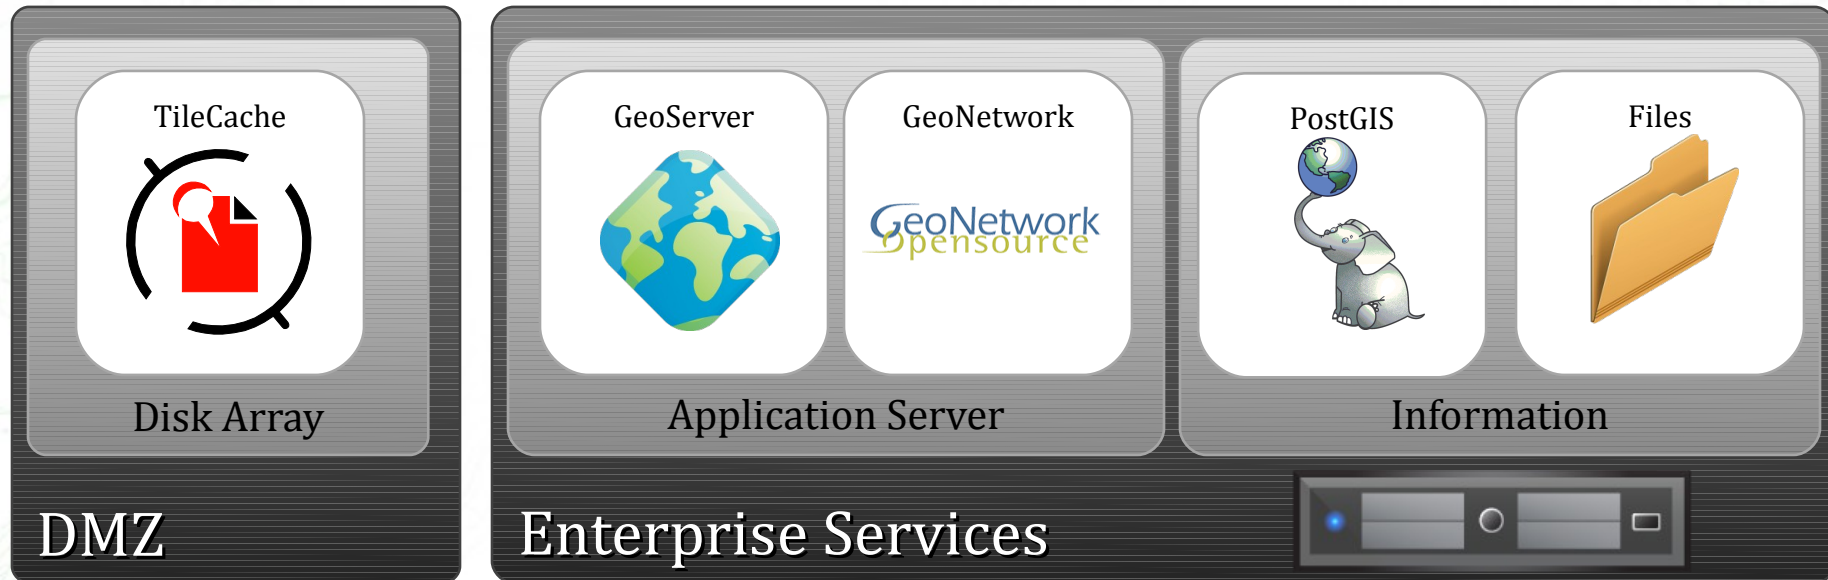 TileCache
Disk Array
DMZ
GeoServer
GeoNetwork
GeoNetwork
Opensource
Application Server
PostGIS
Files
Information
Enterprise Services